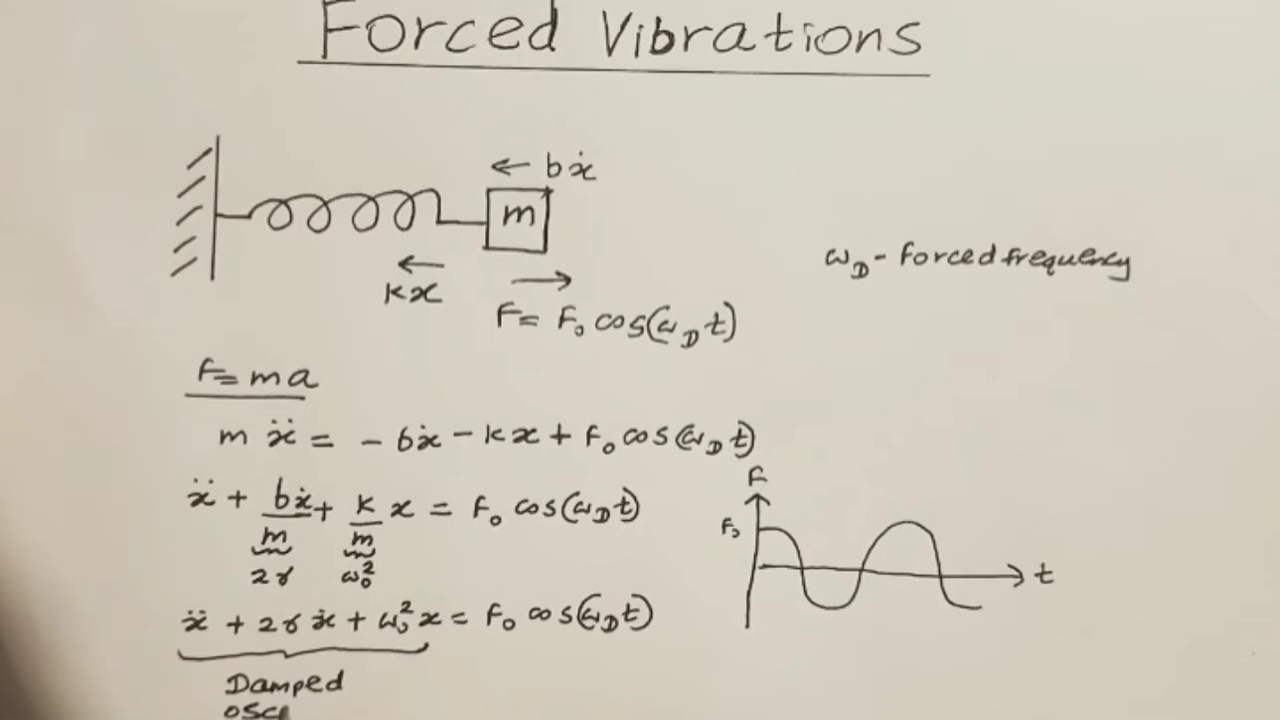 Forced Vibrations
← bẋ
m
kx
F = F₀ cos(ω_D t)
ω_D - forced frequency
F = ma
m ẍ = - bẋ - kx + F₀ cos(ω_D t)
ẍ + bẋ/m + k/m x = F₀ cos(ω_D t)
2γ ω₀²
ẍ + 2γ ẋ + ω₀² x = F₀ cos(ω_D t)
F
F₀
t
Damped